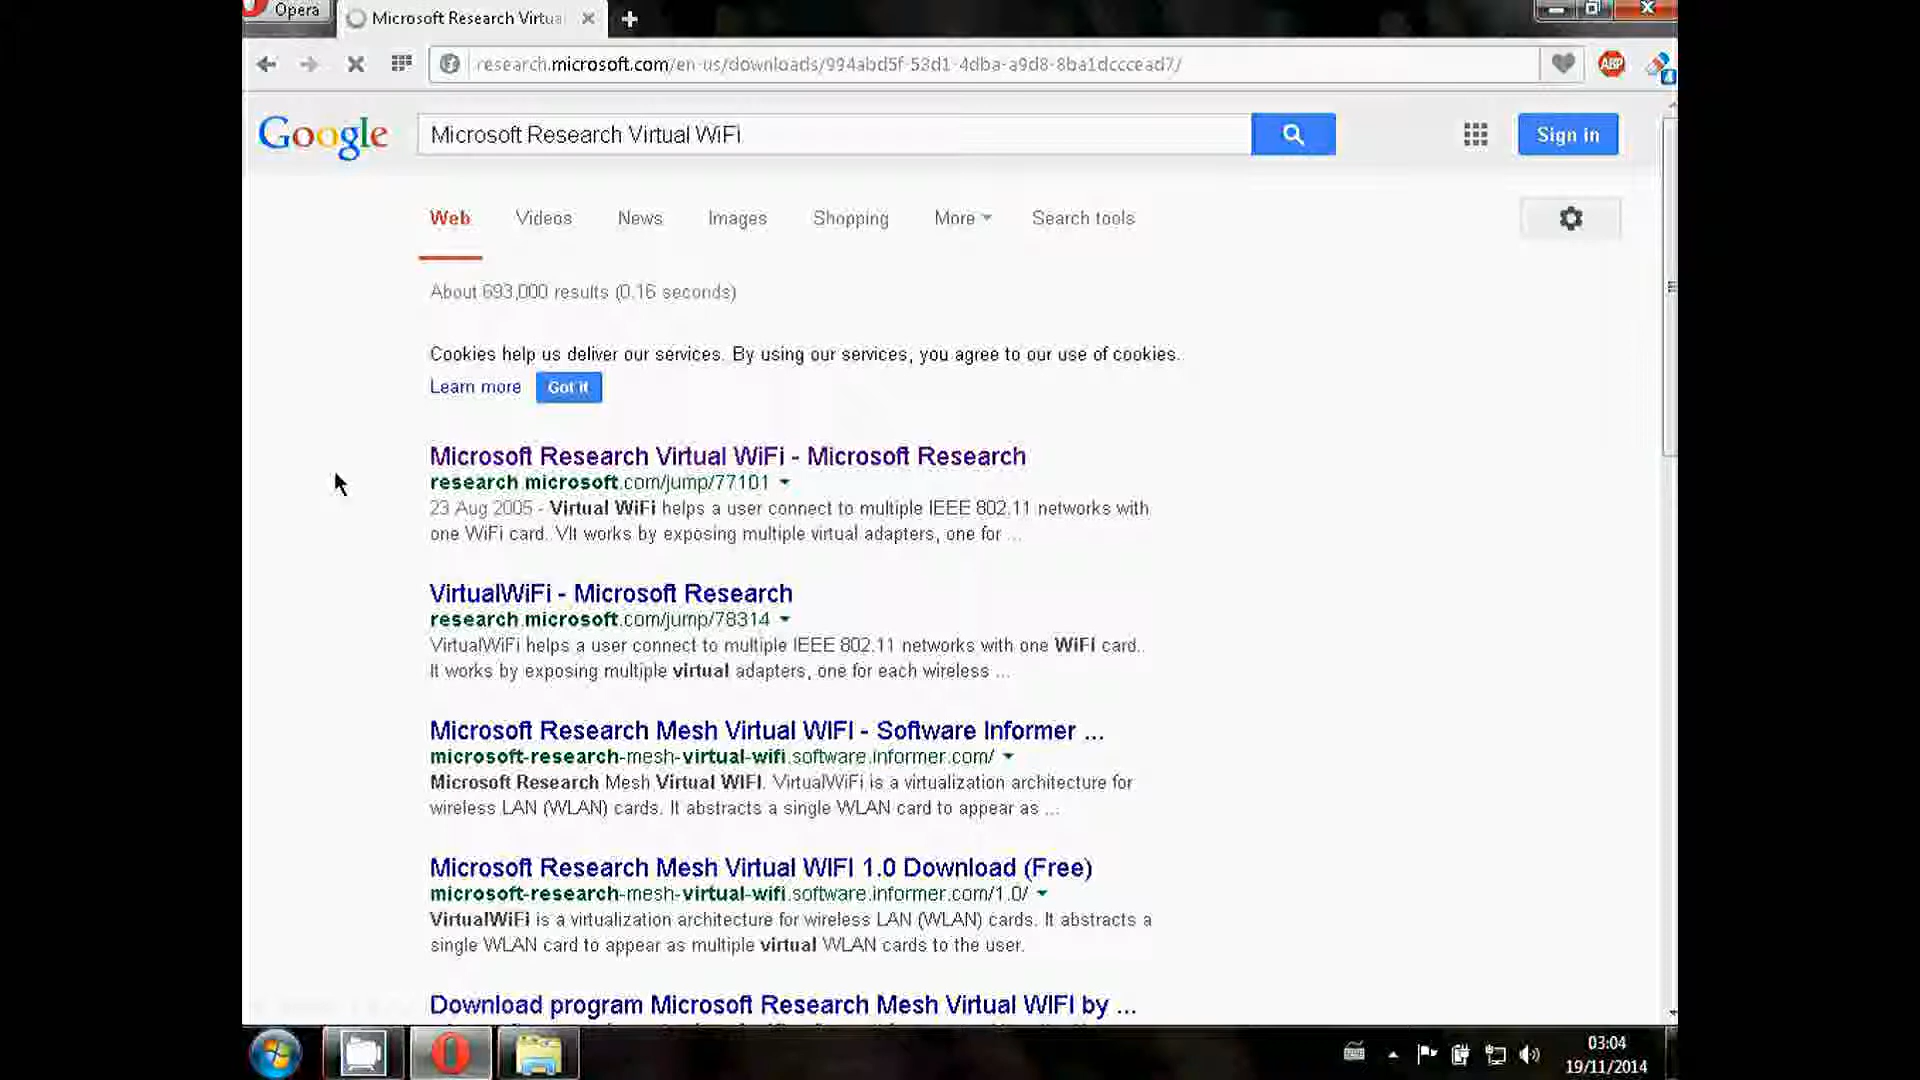 Opera
Microsoft Research Virtua
research.microsoft.com/en-us/downloads/994abd5f-53d1-4dba-a9d8-8ba1dcccead7/
ABP
Google
Microsoft Research Virtual WiFi
Sign in
Web Videos News Images Shopping More Search tools
About 693,000 results (0.16 seconds)
Cookies help us deliver our services. By using our services, you agree to our use of cookies.
Learn more Got it
Microsoft Research Virtual WiFi - Microsoft Research
research.microsoft.com/jump/77101
23 Aug 2005 - Virtual WiFi helps a user connect to multiple IEEE 802.11 networks with
one WiFi card. VIt works by exposing multiple virtual adapters, one for ...
VirtualWiFi - Microsoft Research
research.microsoft.com/jump/78314
VirtualWiFi helps a user connect to multiple IEEE 802.11 networks with one WiFi card..
It works by exposing multiple virtual adapters, one for each wireless ...
Microsoft Research Mesh Virtual WIFI - Software Informer ...
microsoft-research-mesh-virtual-wifi.software.informer.com/
Microsoft Research Mesh Virtual WIFI. VirtualWiFi is a virtualization architecture for
wireless LAN (WLAN) cards. It abstracts a single WLAN card to appear as ...
Microsoft Research Mesh Virtual WIFI 1.0 Download (Free)
microsoft-research-mesh-virtual-wifi.software.informer.com/1.0/
VirtualWiFi is a virtualization architecture for wireless LAN (WLAN) cards. It abstracts a
single WLAN card to appear as multiple virtual WLAN cards to the user.
Download program Microsoft Research Mesh Virtual WIFI by ...
03:04
19/11/2014